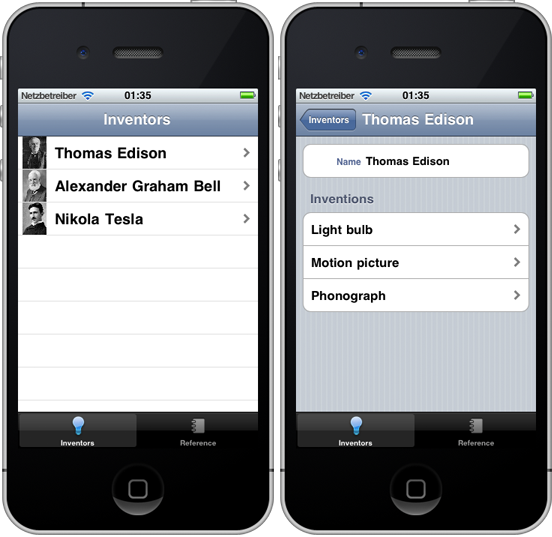 Netzbetreiber 01:35
Inventors
Thomas Edison
Alexander Graham Bell
Nikola Tesla
Inventors Reference
Netzbetreiber 01:35
Inventors Thomas Edison
Name Thomas Edison
Inventions
Light bulb
Motion picture
Phonograph
Inventors Reference